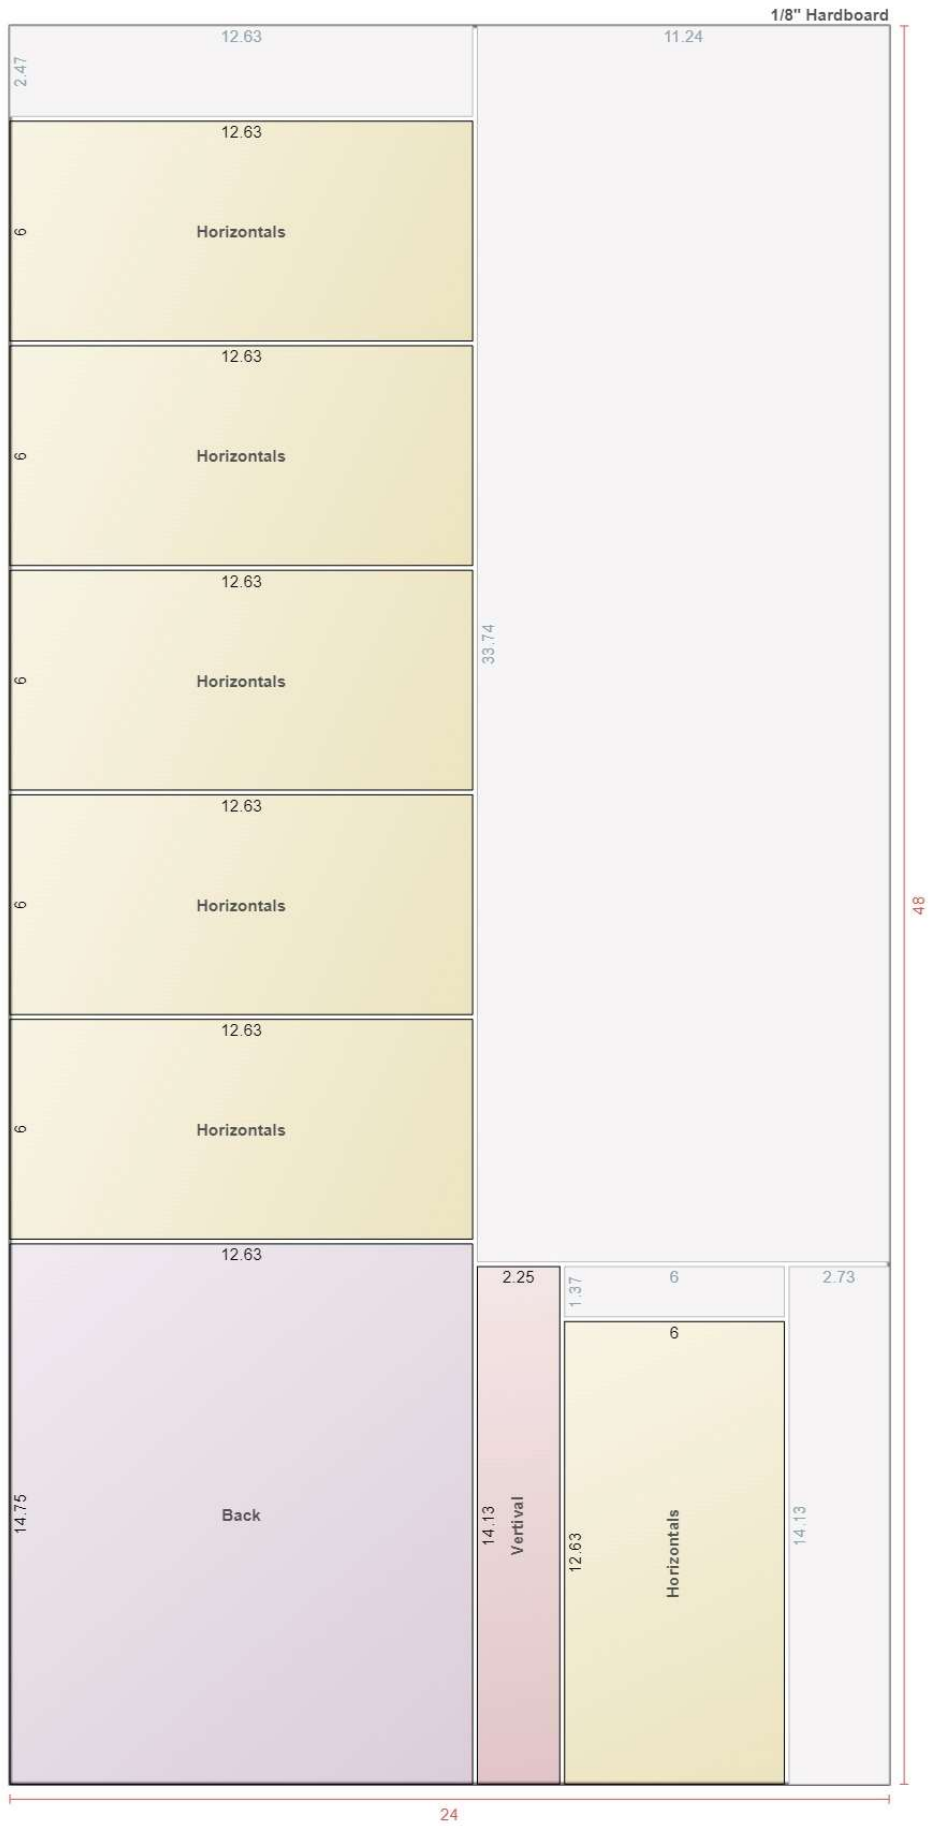 1/8" Hardboard
12.63
11.24
2.47
12.63
6
Horizontals
12.63
6
Horizontals
12.63
6
Horizontals
33.74
12.63
6
Horizontals
48
12.63
6
Horizontals
12.63
14.75
Back
2.25
14.13
Vertival
1.37
6
6
12.63
Horizontals
2.73
14.13
24